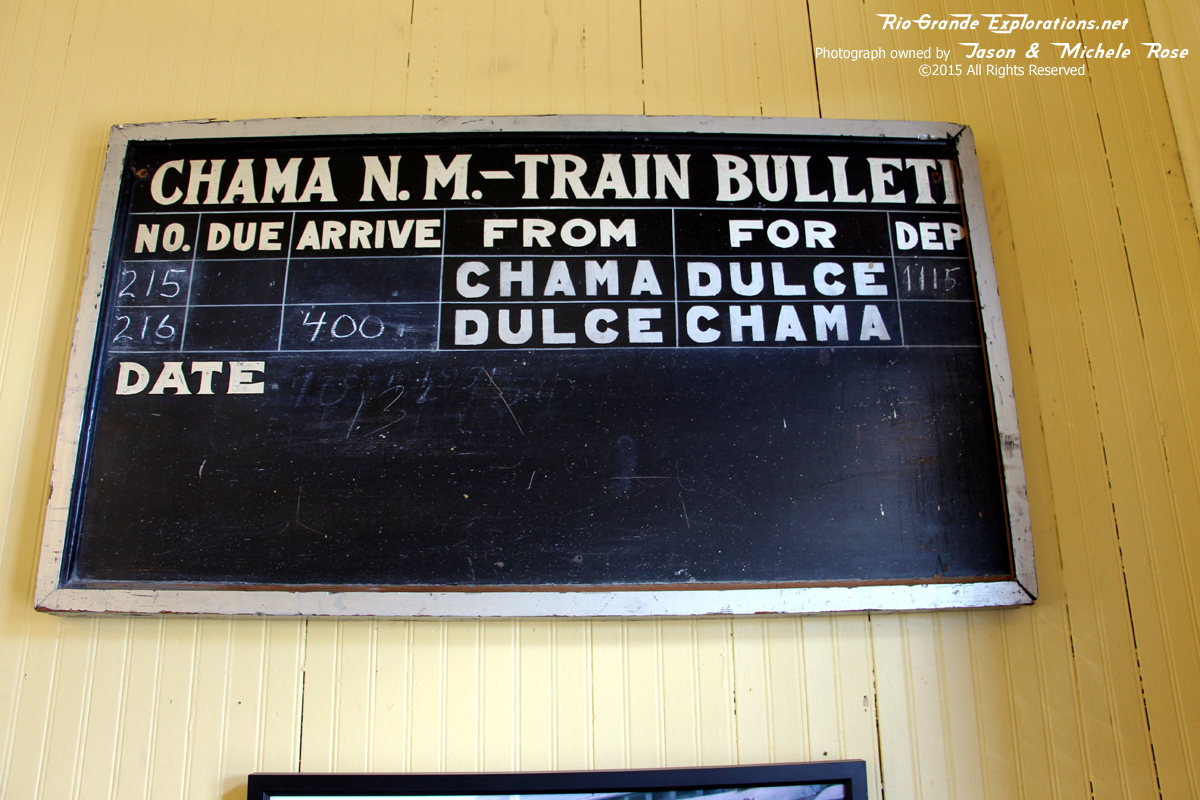 Rio Grande Explorations.net
Photograph owned by Jason & Michele Rose
©2015 All Rights Reserved
CHAMA N.M.-TRAIN BULLETI
NO. DUE ARRIVE FROM FOR DEP
215 CHAMA DULCE 1115
216 400 DULCE CHAMA
DATE